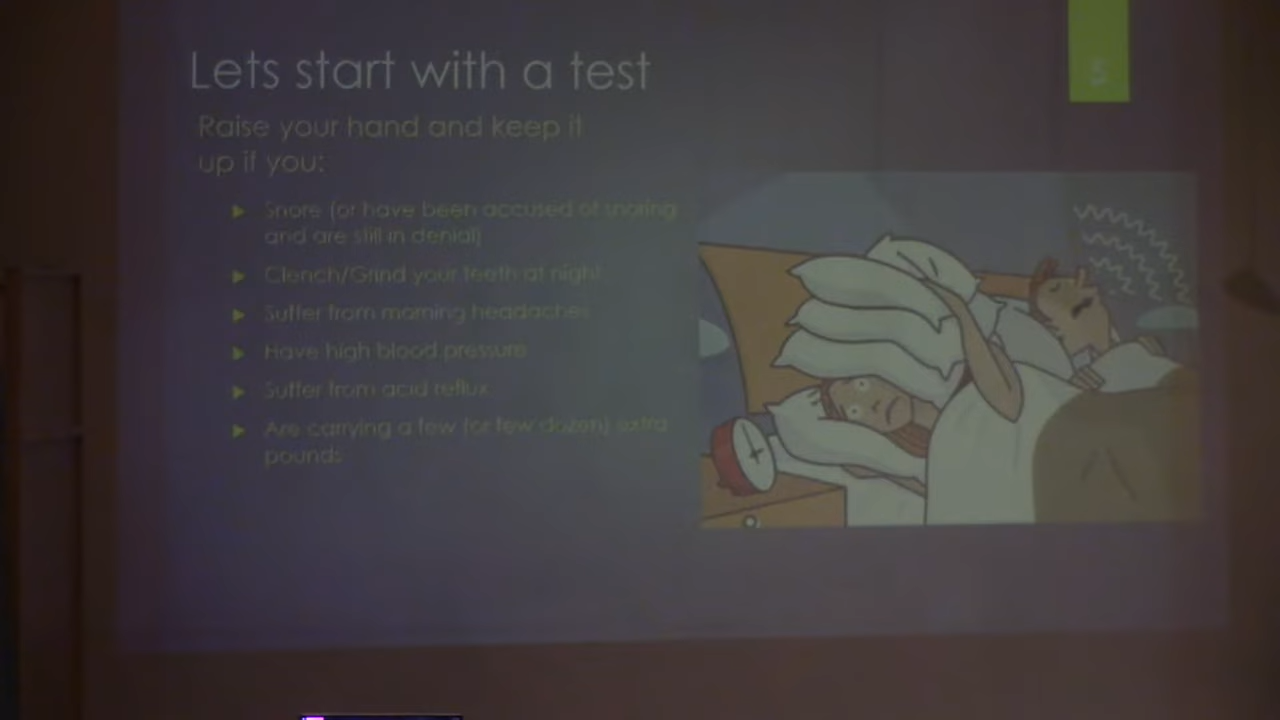 Lets start with a test
Raise your hand and keep it
up if you:
Snore (or have been accused of snoring
and are still in denial)
Clench/Grind your teeth at night
Suffer from morning headaches
Have high blood pressure
Suffer from acid reflux
Are carrying a few (or few dozen) extra
pounds